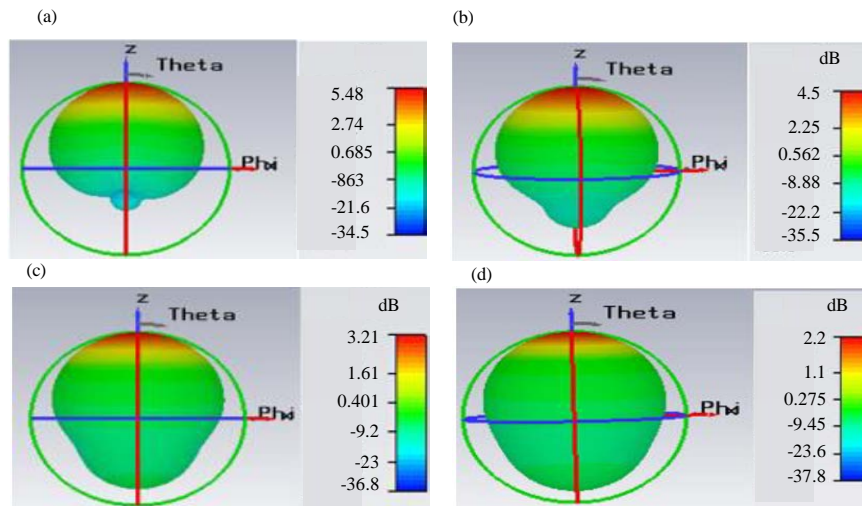 (a)
z
Theta
Phi
5.48
2.74
0.685
-863
-21.6
-34.5
(b)
z
Theta
Phi
dB
4.5
2.25
0.562
-8.88
-22.2
-35.5
(c)
z
Theta
Phi
dB
3.21
1.61
0.401
-9.2
-23
-36.8
(d)
z
Theta
Phi
dB
2.2
1.1
0.275
-9.45
-23.6
-37.8